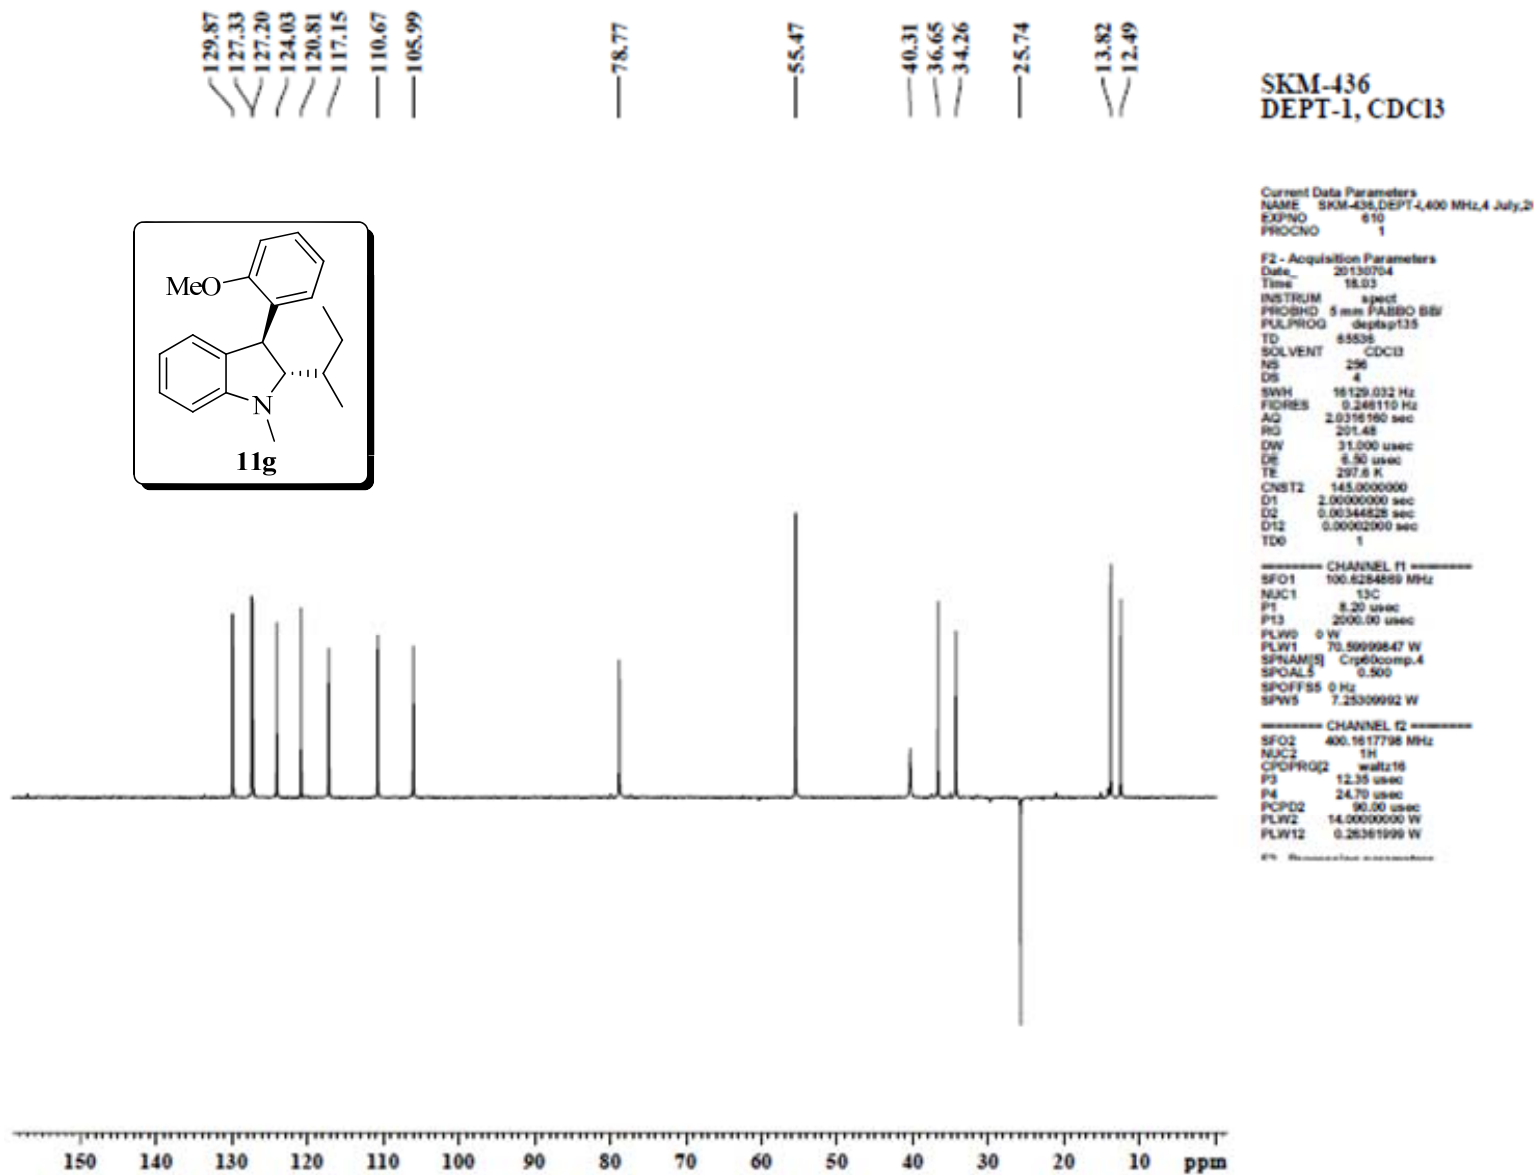 129.87
127.33
127.20
124.03
120.81
117.15
110.67
105.99
78.77
55.47
40.31
36.65
34.26
25.74
13.82
12.49
SKM-436
DEPT-1, CDCl3
MeO
N
11g
Current Data Parameters
NAME SKM-436,DEPT-I,400 MHz,4 July,2
EXPNO 610
PROCNO 1
F2 - Acquisition Parameters
Date_ 20130704
Time 18.03
INSTRUM spect
PROBHD 5 mm PABBO BB/
PULPROG deptsp135
TD 65536
SOLVENT CDCl3
NS 256
DS 4
SWH 16129.032 Hz
FIDRES 0.246110 Hz
AQ 2.0316160 sec
RG 201.48
DW 31.000 usec
DE 6.50 usec
TE 297.6 K
CNST2 145.0000000
D1 2.00000000 sec
D2 0.00344828 sec
D12 0.00002000 sec
TD0 1
======== CHANNEL f1 ========
SFO1 100.6284869 MHz
NUC1 13C
P1 8.20 usec
P13 2000.00 usec
PLW0 0 W
PLW1 70.59999847 W
SPNAM[5] Crp60comp.4
SPOAL5 0.500
SPOFFS5 0 Hz
SPW5 7.25309992 W
======== CHANNEL f2 ========
SFO2 400.1617796 MHz
NUC2 1H
CPDPRG[2 waltz16
P3 12.35 usec
P4 24.70 usec
PCPD2 90.00 usec
PLW2 14.00000000 W
PLW12 0.26361999 W
150 140 130 120 110 100 90 80 70 60 50 40 30 20 10 ppm